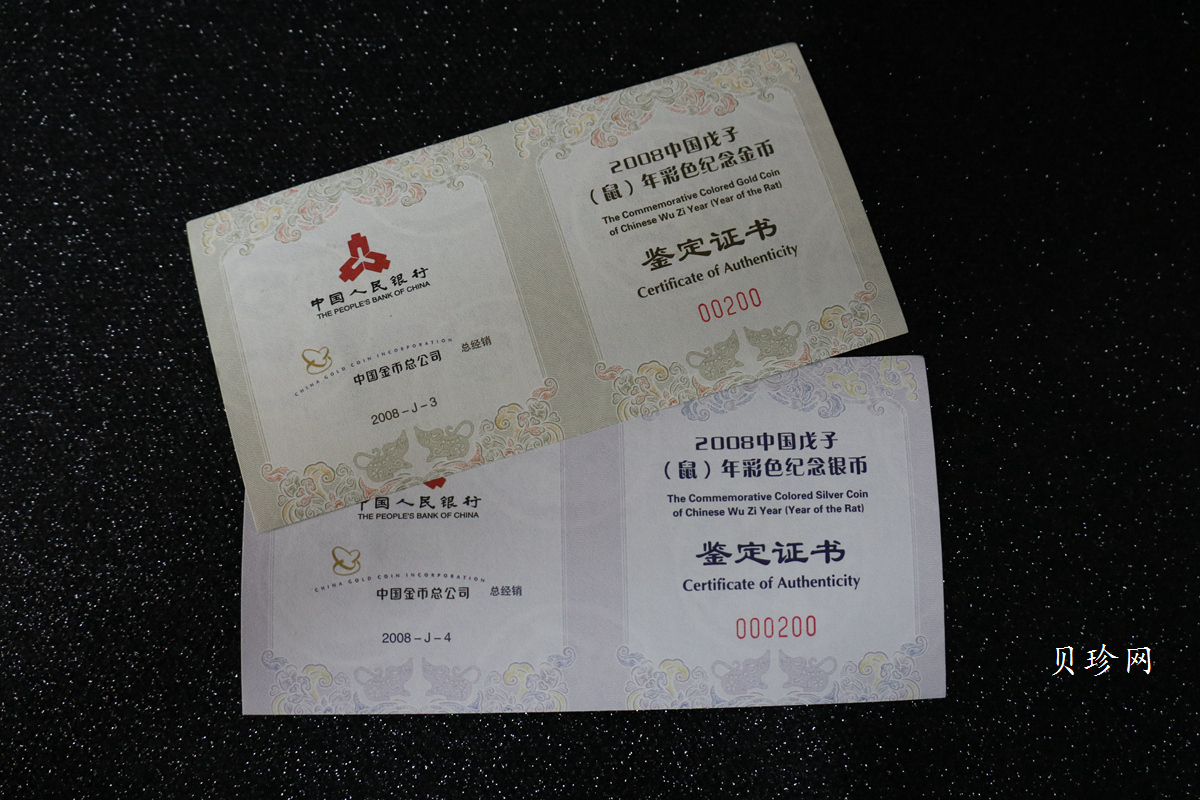 中国人民银行
THE PEOPLE'S BANK OF CHINA
CHINA GOLD COIN INCORPORATION
中国金币总公司 总经销
2008-J-3
2008中国戊子
（鼠）年彩色纪念金币
The Commemorative Colored Gold Coin
of Chinese Wu Zi Year (Year of the Rat)
鉴定证书
Certificate of Authenticity
00200
中国人民银行
THE PEOPLE'S BANK OF CHINA
CHINA GOLD COIN INCORPORATION
中国金币总公司 总经销
2008-J-4
2008中国戊子
（鼠）年彩色纪念银币
The Commemorative Colored Silver Coin
of Chinese Wu Zi Year (Year of the Rat)
鉴定证书
Certificate of Authenticity
000200
贝珍网